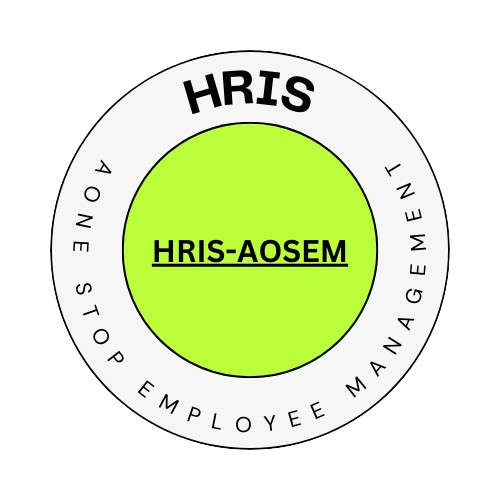 HRIS
HRIS-AOSEM
AONE STOP EMPLOYEE MANAGEMENT